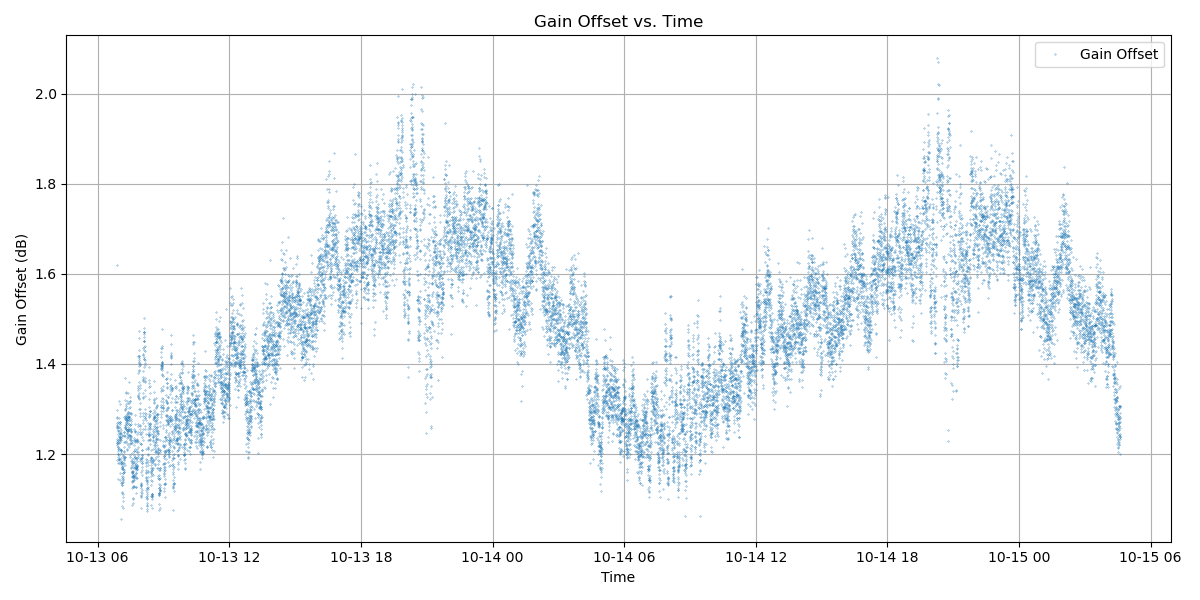 Gain Offset vs. Time
Gain Offset
2.0
1.8
1.6
1.4
1.2
Gain Offset (dB)
10-13 06 10-13 12 10-13 18 10-14 00 10-14 06 10-14 12 10-14 18 10-15 00 10-15 06
Time